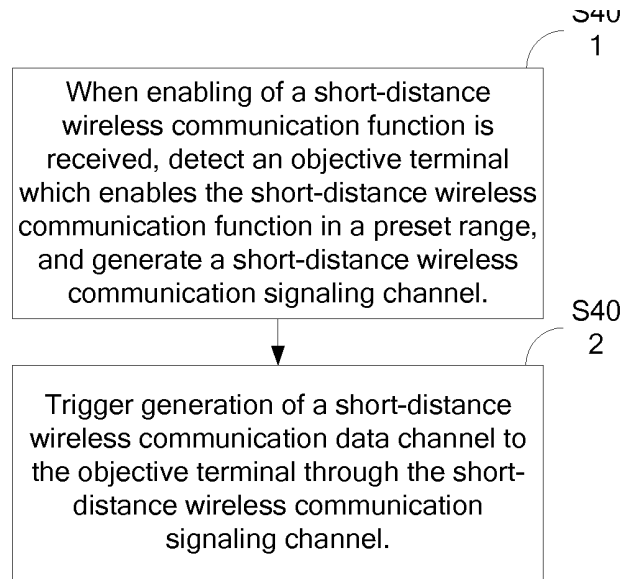 S40
1
When enabling of a short-distance
wireless communication function is
received, detect an objective terminal
which enables the short-distance wireless
communication function in a preset range,
and generate a short-distance wireless
communication signaling channel.
S40
2
Trigger generation of a short-distance
wireless communication data channel to
the objective terminal through the short-
distance wireless communication
signaling channel.